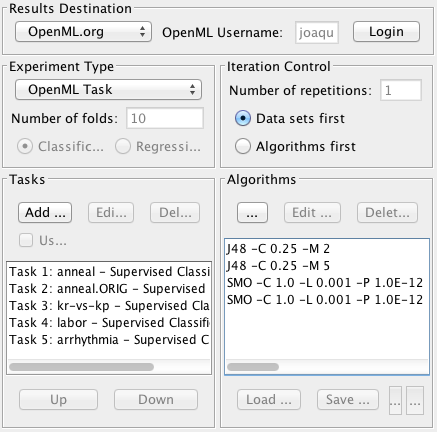 Results Destination
OpenML.org OpenML Username: joaqu Login
Experiment Type
OpenML Task
Number of folds: 10
Classific... Regressi...
Iteration Control
Number of repetitions: 1
Data sets first
Algorithms first
Tasks
Add ... Edi... Del...
Us...
Task 1: anneal – Supervised Classi
Task 2: anneal.ORIG – Supervised
Task 3: kr-vs-kp – Supervised Cla
Task 4: labor – Supervised Classifi
Task 5: arrhythmia – Supervised C
Up Down
Algorithms
... Edit ... Delet...
J48 -C 0.25 -M 2
J48 -C 0.25 -M 5
SMO -C 1.0 -L 0.001 -P 1.0E-12
SMO -C 1.0 -L 0.001 -P 1.0E-12
Load ... Save ... ... ...